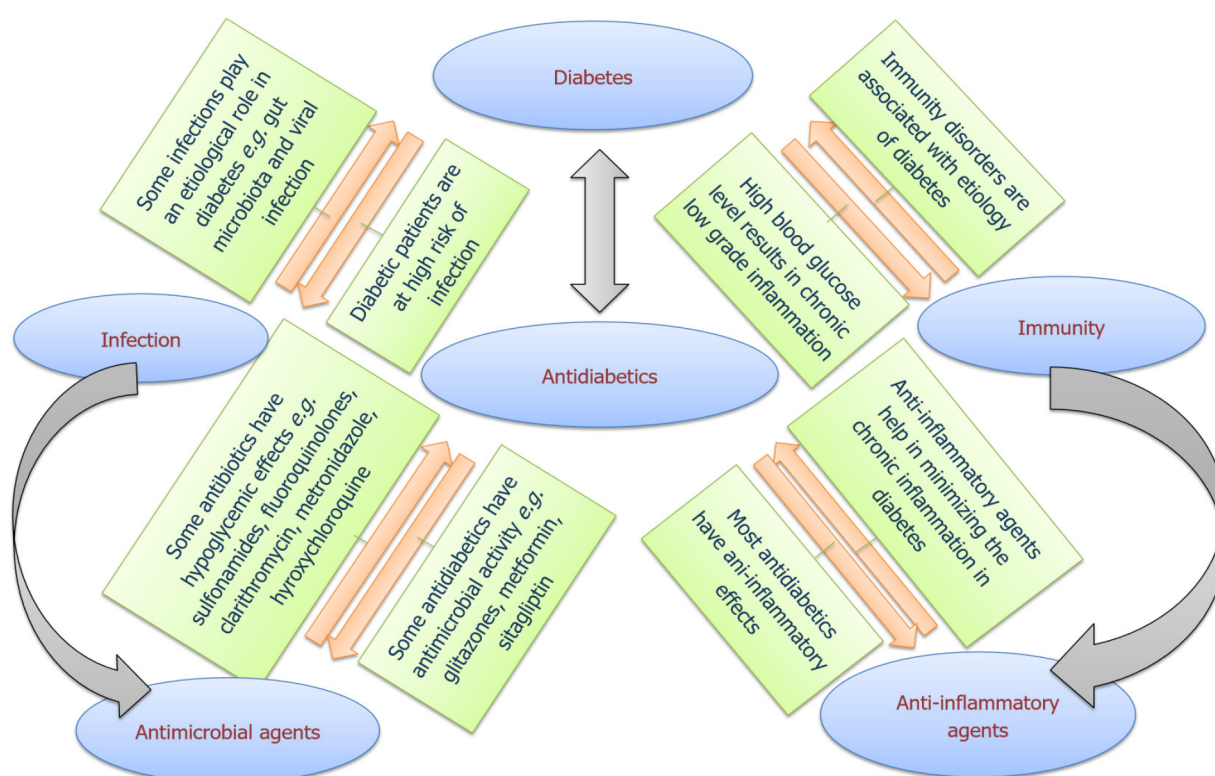 Diabetes
Some infections play
an etiological role in
diabetes e.g. gut
microbiota and viral
infection
Diabetic patients are
at high risk of
infection
High blood glucose
level results in chronic
low grade inflammation
Immunity disorders are
associated with etiology
of diabetes
Infection
Antidiabetics
Immunity
Some antibiotics have
hypoglycemic effects e.g.
sulfonamides, fluoroquinolones,
clarithromycin, metronidazole,
hyroxychloroquine
Some antidiabetics have
antimicrobial activity e.g.
glitazones, metformin,
sitagliptin
Most antidiabetics
have ani-inflammatory
effects
Anti-inflammatory agents
help in minimizing the
chronic inflammation in
diabetes
Antimicrobial agents
Anti-inflammatory
agents